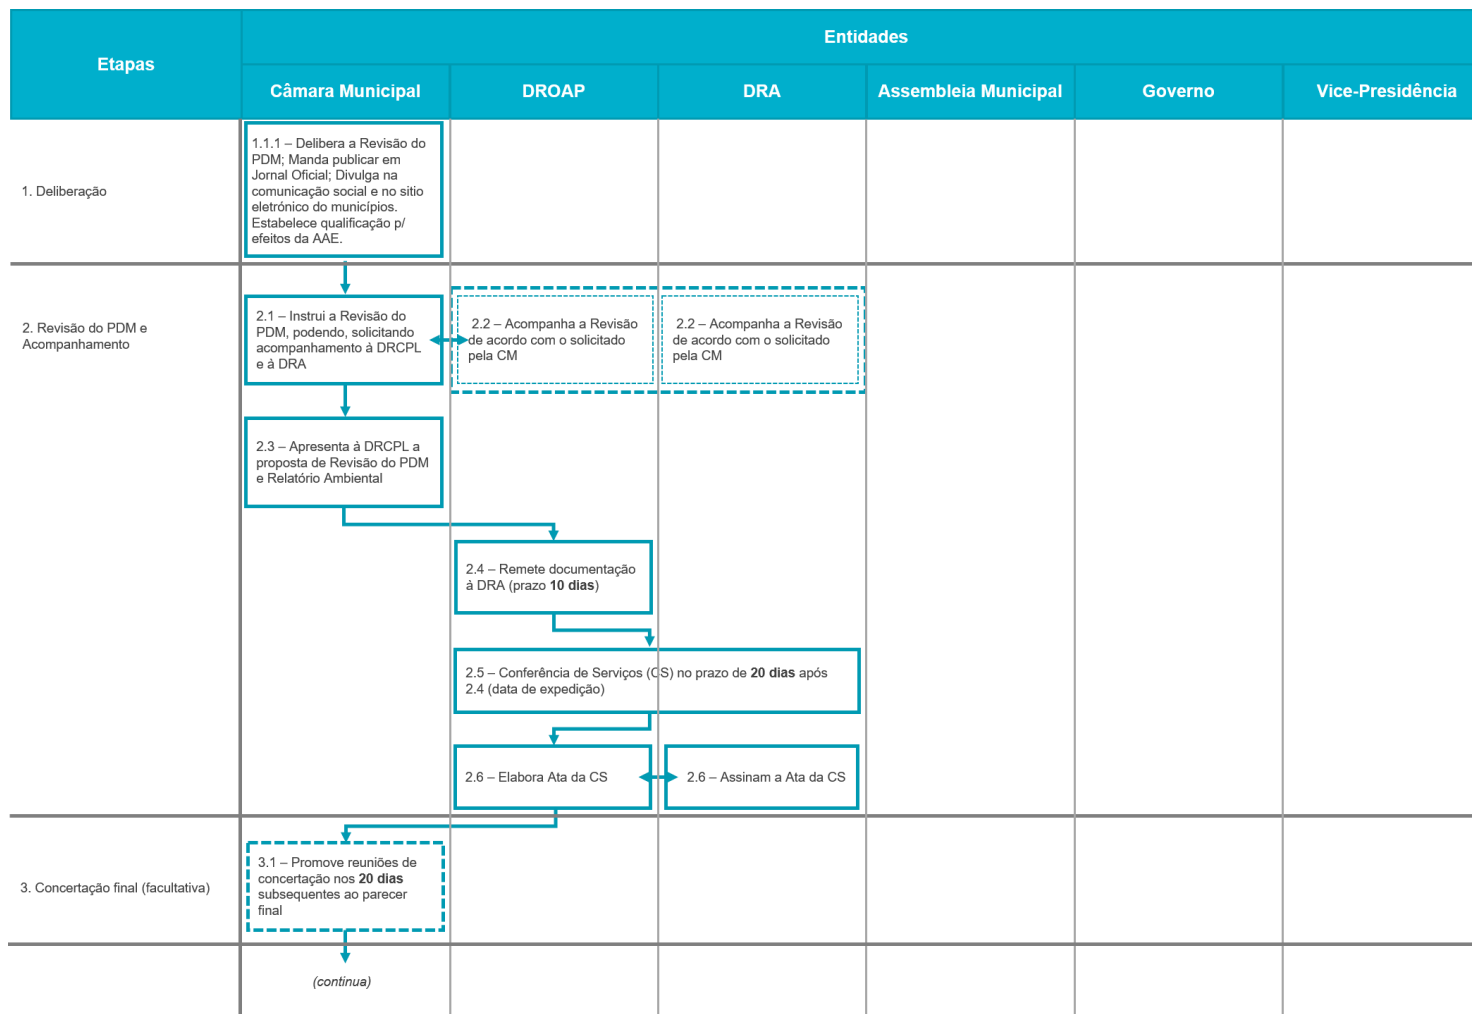 Etapas
Entidades
Câmara Municipal
DROAP
DRA
Assembleia Municipal
Governo
Vice-Presidência
1. Deliberação
1.1.1 – Delibera a Revisão do
PDM; Manda publicar em
Jornal Oficial; Divulga na
comunicação social e no sitio
eletrónico do municípios.
Estabelece qualificação p/
efeitos da AAE.
2. Revisão do PDM e
Acompanhamento
2.1 – Instrui a Revisão do
PDM, podendo, solicitando
acompanhamento à DRCPL
e à DRA
2.2 – Acompanha a Revisão
de acordo com o solicitado
pela CM
2.2 – Acompanha a Revisão
de acordo com o solicitado
pela CM
2.3 – Apresenta à DRCPL a
proposta de Revisão do PDM
e Relatório Ambiental
2.4 – Remete documentação
à DRA (prazo 10 dias)
2.5 – Conferência de Serviços (CS) no prazo de 20 dias após
2.4 (data de expedição)
2.6 – Elabora Ata da CS
2.6 – Assinam a Ata da CS
3. Concertação final (facultativa)
3.1 – Promove reuniões de
concertação nos 20 dias
subsequentes ao parecer
final
(continua)